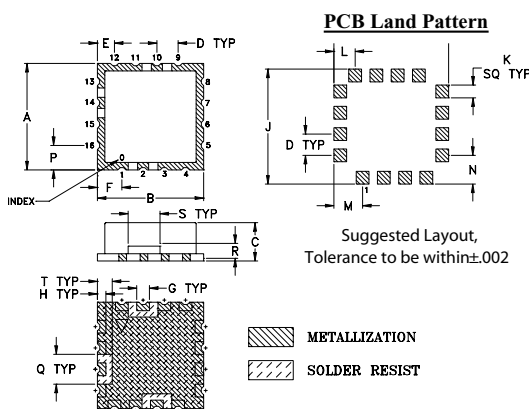 PCB Land Pattern
E
D TYP
12 11 10 9
13
14
15
16
8
7
6
5
A
P
0
1 2 3 4
INDEX
F
B
L
K
SQ TYP
J
D TYP
N
M
1
S TYP
C
R
Suggested Layout,
Tolerance to be within±.002
T TYP
H TYP
G TYP
Q TYP
METALLIZATION
SOLDER RESIST